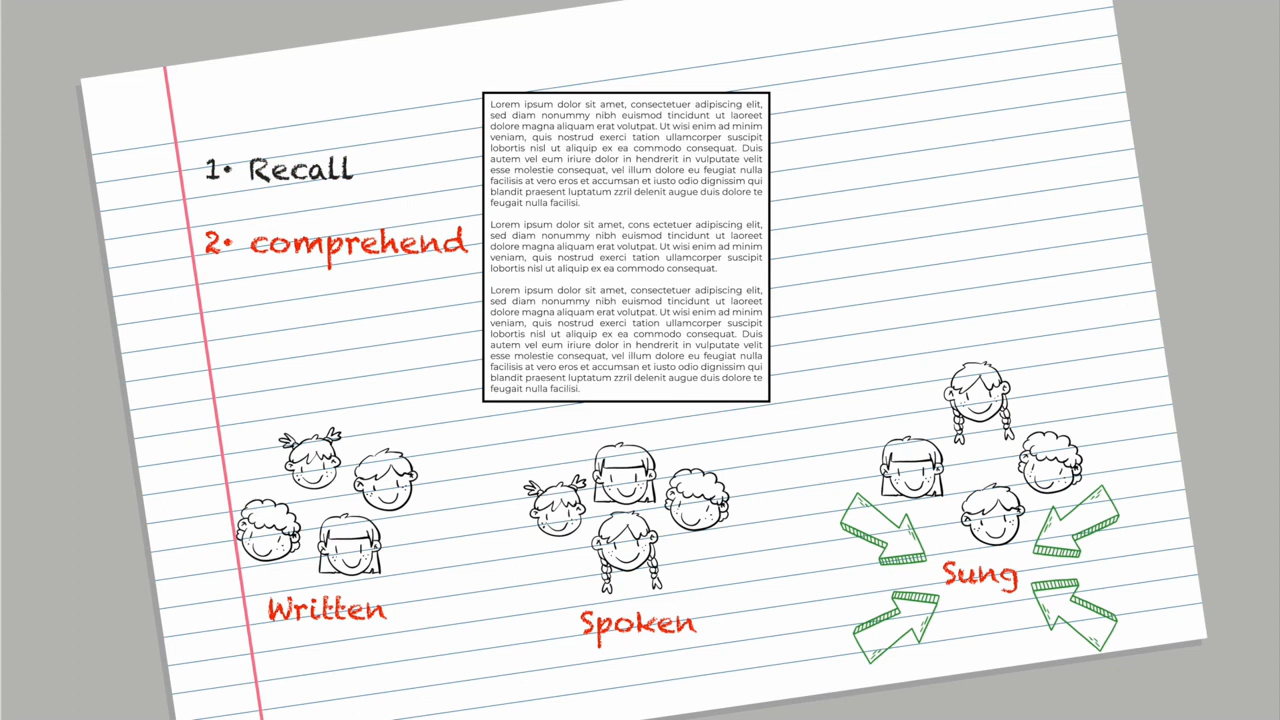 1. Recall
2. comprehend
Lorem ipsum dolor sit amet, consectetuer adipiscing elit,
sed diam nonummy nibh euismod tincidunt ut laoreet
dolore magna aliquam erat volutpat. Ut wisi enim ad minim
veniam, quis nostrud exerci tation ullamcorper suscipit
lobortis nisl ut aliquip ex ea commodo consequat. Duis
autem vel eum iriure dolor in hendrerit in vulputate velit
esse molestie consequat, vel illum dolore eu feugiat nulla
facilisis at vero eros et accumsan et iusto odio dignissim qui
blandit praesent luptatum zzril delenit augue duis dolore te
feugait nulla facilisi.
Lorem ipsum dolor sit amet, cons ectetuer adipiscing elit,
sed diam nonummy nibh euismod tincidunt ut laoreet
dolore magna aliquam erat volutpat. Ut wisi enim ad minim
veniam, quis nostrud exerci tation ullamcorper suscipit
lobortis nisl ut aliquip ex ea commodo consequat.
Lorem ipsum dolor sit amet, consectetuer adipiscing elit,
sed diam nonummy nibh euismod tincidunt ut laoreet
dolore magna aliquam erat volutpat. Ut wisi enim ad minim
veniam, quis nostrud exerci tation ullamcorper suscipit
lobortis nisl ut aliquip ex ea commodo consequat. Duis
autem vel eum iriure dolor in hendrerit in vulputate velit
esse molestie consequat, vel illum dolore eu feugiat nulla
facilisis at vero eros et accumsan et iusto odio dignissim qui
blandit praesent luptatum zzril delenit augue duis dolore te
feugait nulla facilisi.
Written
Spoken
Sung